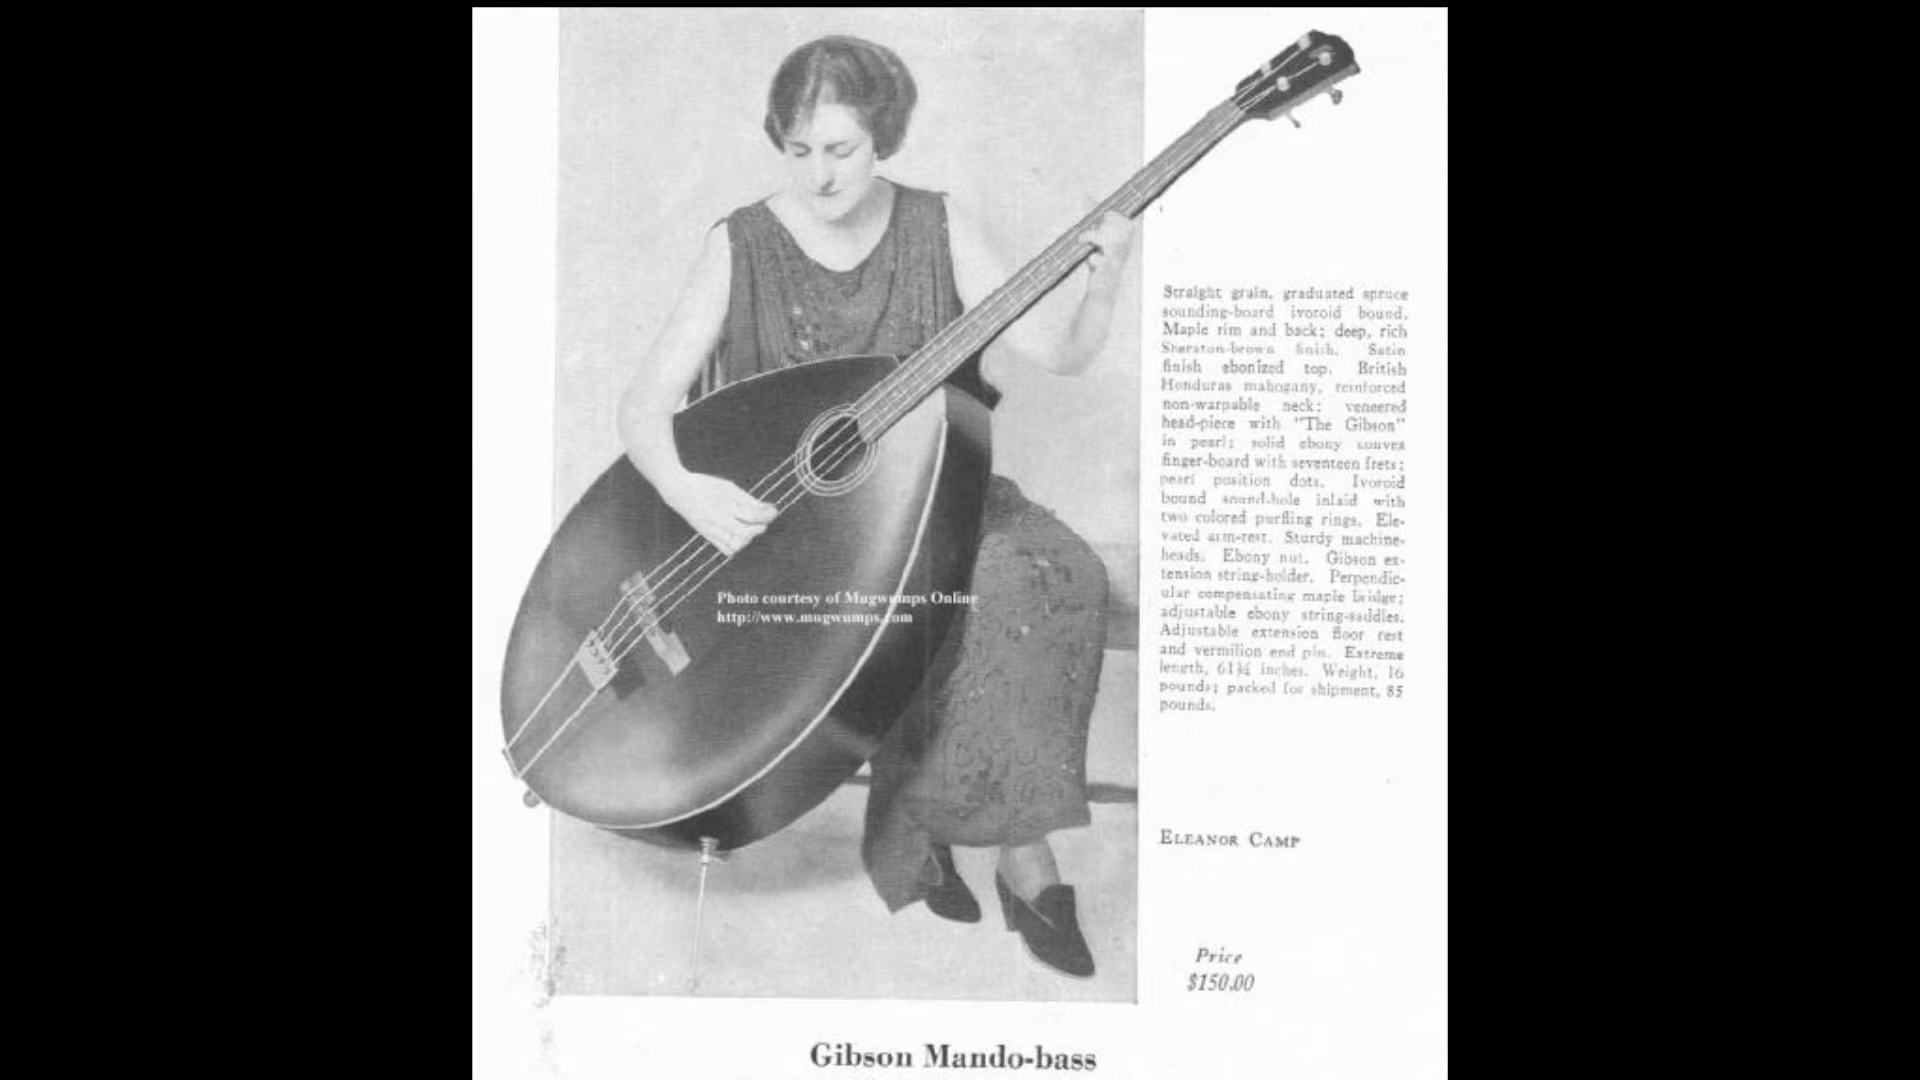 Straight grain, graduated spruce
sounding-board ivoroid bound.
Maple rim and back; deep, rich
Sheraton-brown finish. Satin
finish ebonized top. British
Honduras mahogany, reinforced
non-warpable neck; veneered
head-piece with "The Gibson"
in pearl; solid ebony convex
finger-board with seventeen frets;
pearl position dots. Ivoroid
bound sound-hole inlaid with
two colored purfling rings. Ele-
vated arm-rest. Sturdy machine-
heads. Ebony nut. Gibson ex-
tension string-holder. Perpendic-
ular compensating maple bridge;
adjustable ebony string-saddles.
Adjustable extension floor rest
and vermilion end pin. Extreme
length, inches. Weight, 16
pounds; packed for shipment, 85
pounds.
Photo courtesy of Mugwumps Online
http://www.mugwumps.com
ELEANOR CAMP
Price
$150.00
Gibson Mando-bass